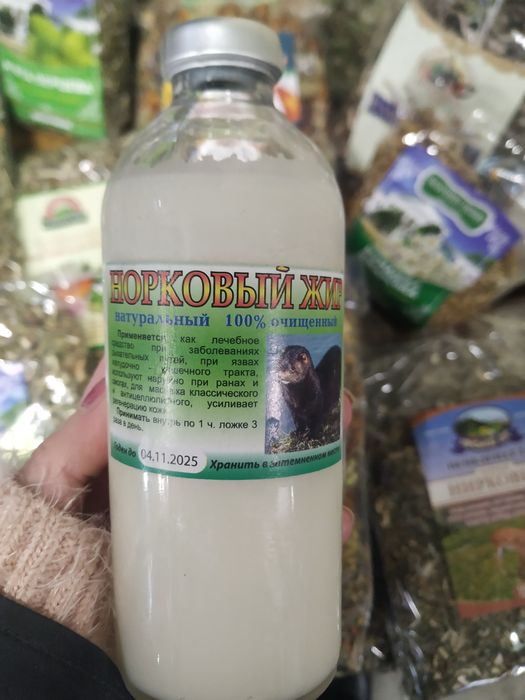 НОРКОВЫЙ ЖИР
натуральный 100% очищенный
Применяется как лечебное
средство при заболеваниях
дыхательных путей, при язвах
желудочно - кишечного тракта,
используют наружно при ранах и
ожогах, для массажа классического
и антицеллюлитного, усиливает
регенерацию кожи.
Принимать внутрь по 1 ч. ложке 3
раза в день.
Годен до 04.11.2025 Хранить в затемненном месте